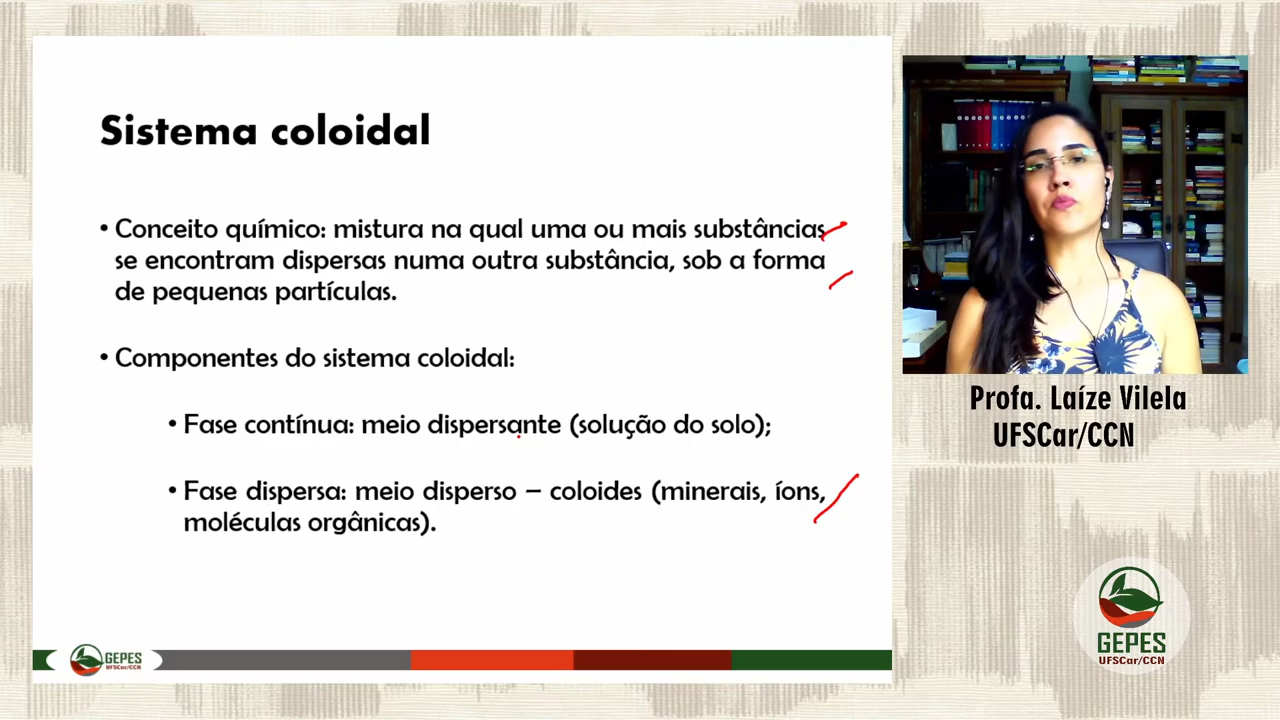 Sistema coloidal
• Conceito químico: mistura na qual uma ou mais substâncias
se encontram dispersas numa outra substância, sob a forma
de pequenas partículas.
• Componentes do sistema coloidal:
• Fase contínua: meio dispersante (solução do solo);
• Fase dispersa: meio disperso – coloides (minerais, íons,
moléculas orgânicas).
GEPES
UFSCar/CCN
Profa. Laíze Vilela
UFSCar/CCN
GEPES
UFSCar/CCN